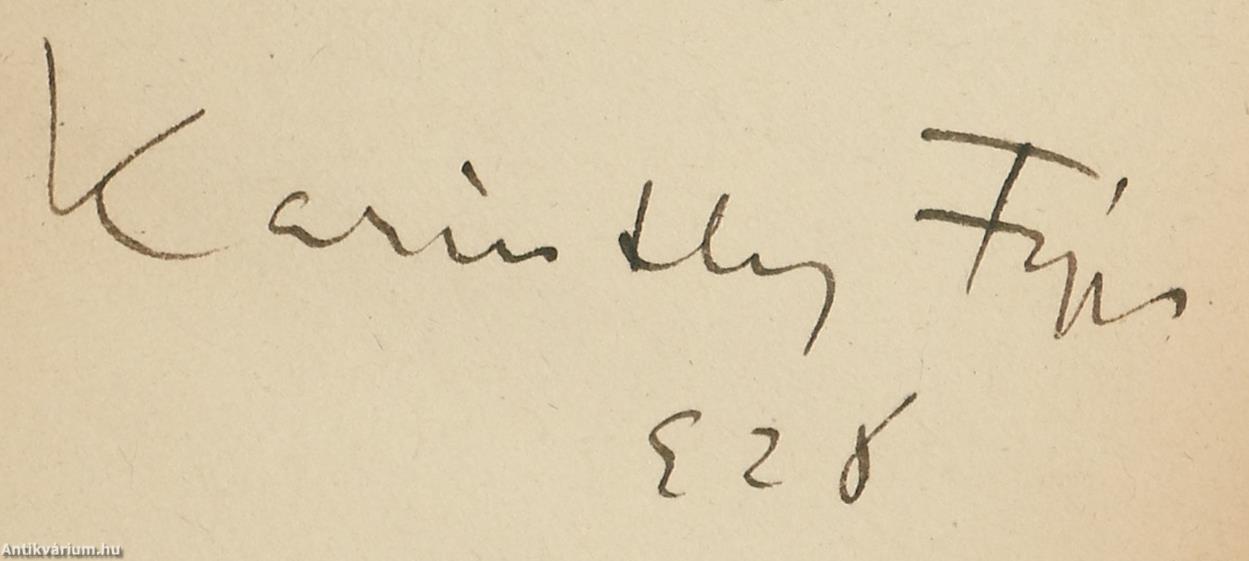 Karinthy Frigyes
928
Antikvárium.hu